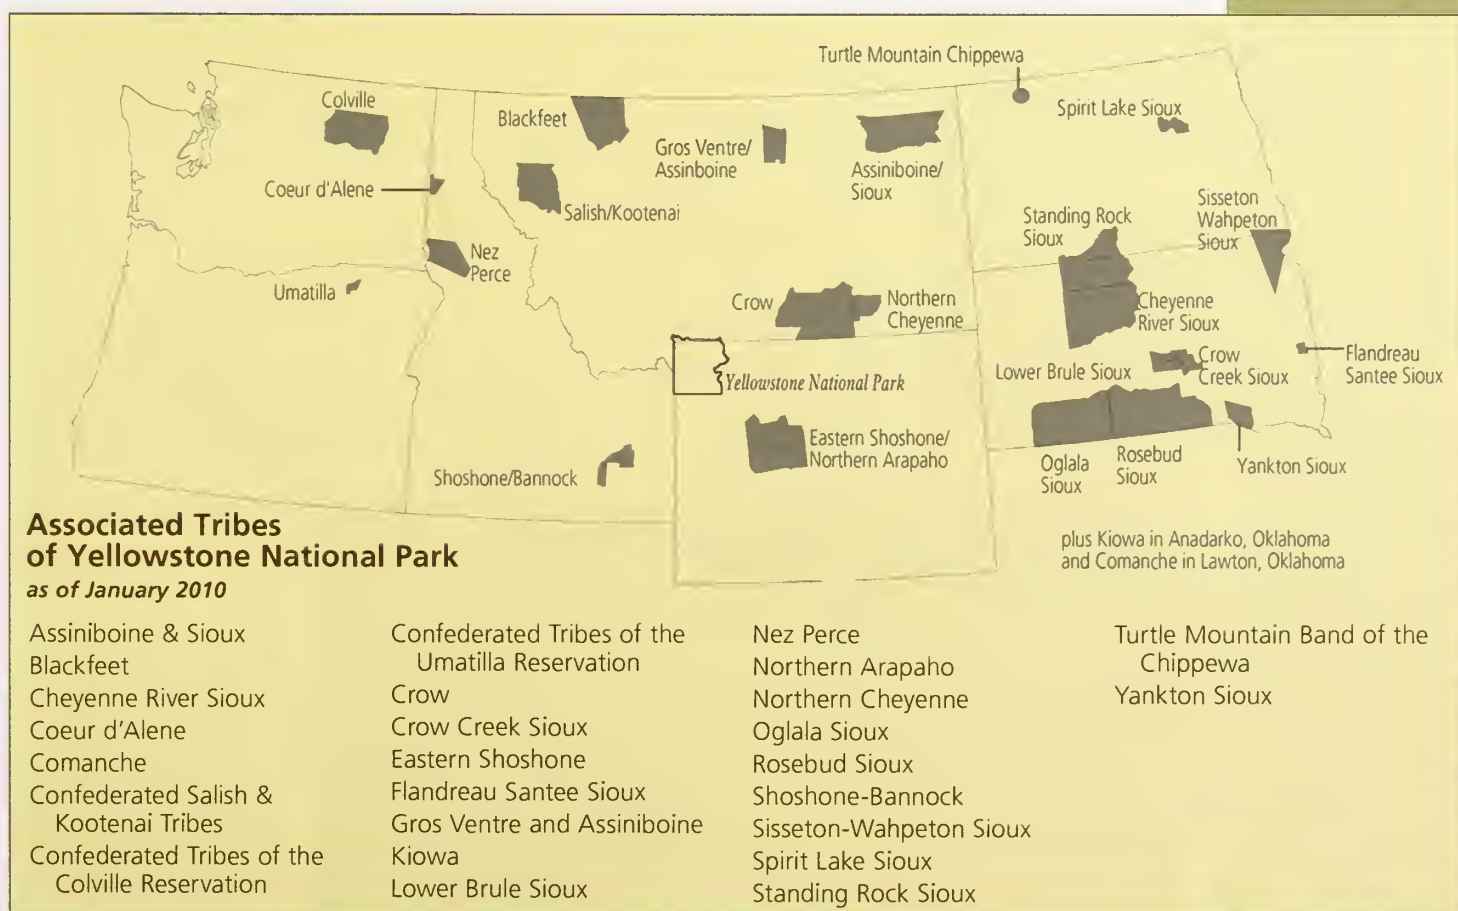 Turtle Mountain Chippewa
Colville
Blackfeet
Spirit Lake Sioux
Gros Ventre/
Assinboine
Assiniboine/
Sioux
Coeur d'Alene
Salish/Kootenai
Standing Rock
Sioux
Sisseton
Wahpeton
Sioux
Nez
Perce
Umatilla
Crow
Northern
Cheyenne
Cheyenne
River Sioux
Yellowstone National Park
Lower Brule Sioux
Crow
Creek Sioux
Flandreau
Santee Sioux
Eastern Shoshone/
Northern Arapaho
Shoshone/Bannock
Oglala
Sioux
Rosebud
Sioux
Yankton Sioux
plus Kiowa in Anadarko, Oklahoma
and Comanche in Lawton, Oklahoma
Associated Tribes
of Yellowstone National Park
as of January 2010
Assiniboine & Sioux
Blackfeet
Cheyenne River Sioux
Coeur d'Alene
Comanche
Confederated Salish &
Kootenai Tribes
Confederated Tribes of the
Colville Reservation
Confederated Tribes of the
Umatilla Reservation
Crow
Crow Creek Sioux
Eastern Shoshone
Flandreau Santee Sioux
Gros Ventre and Assiniboine
Kiowa
Lower Brule Sioux
Nez Perce
Northern Arapaho
Northern Cheyenne
Oglala Sioux
Rosebud Sioux
Shoshone-Bannock
Sisseton-Wahpeton Sioux
Spirit Lake Sioux
Standing Rock Sioux
Turtle Mountain Band of the
Chippewa
Yankton Sioux